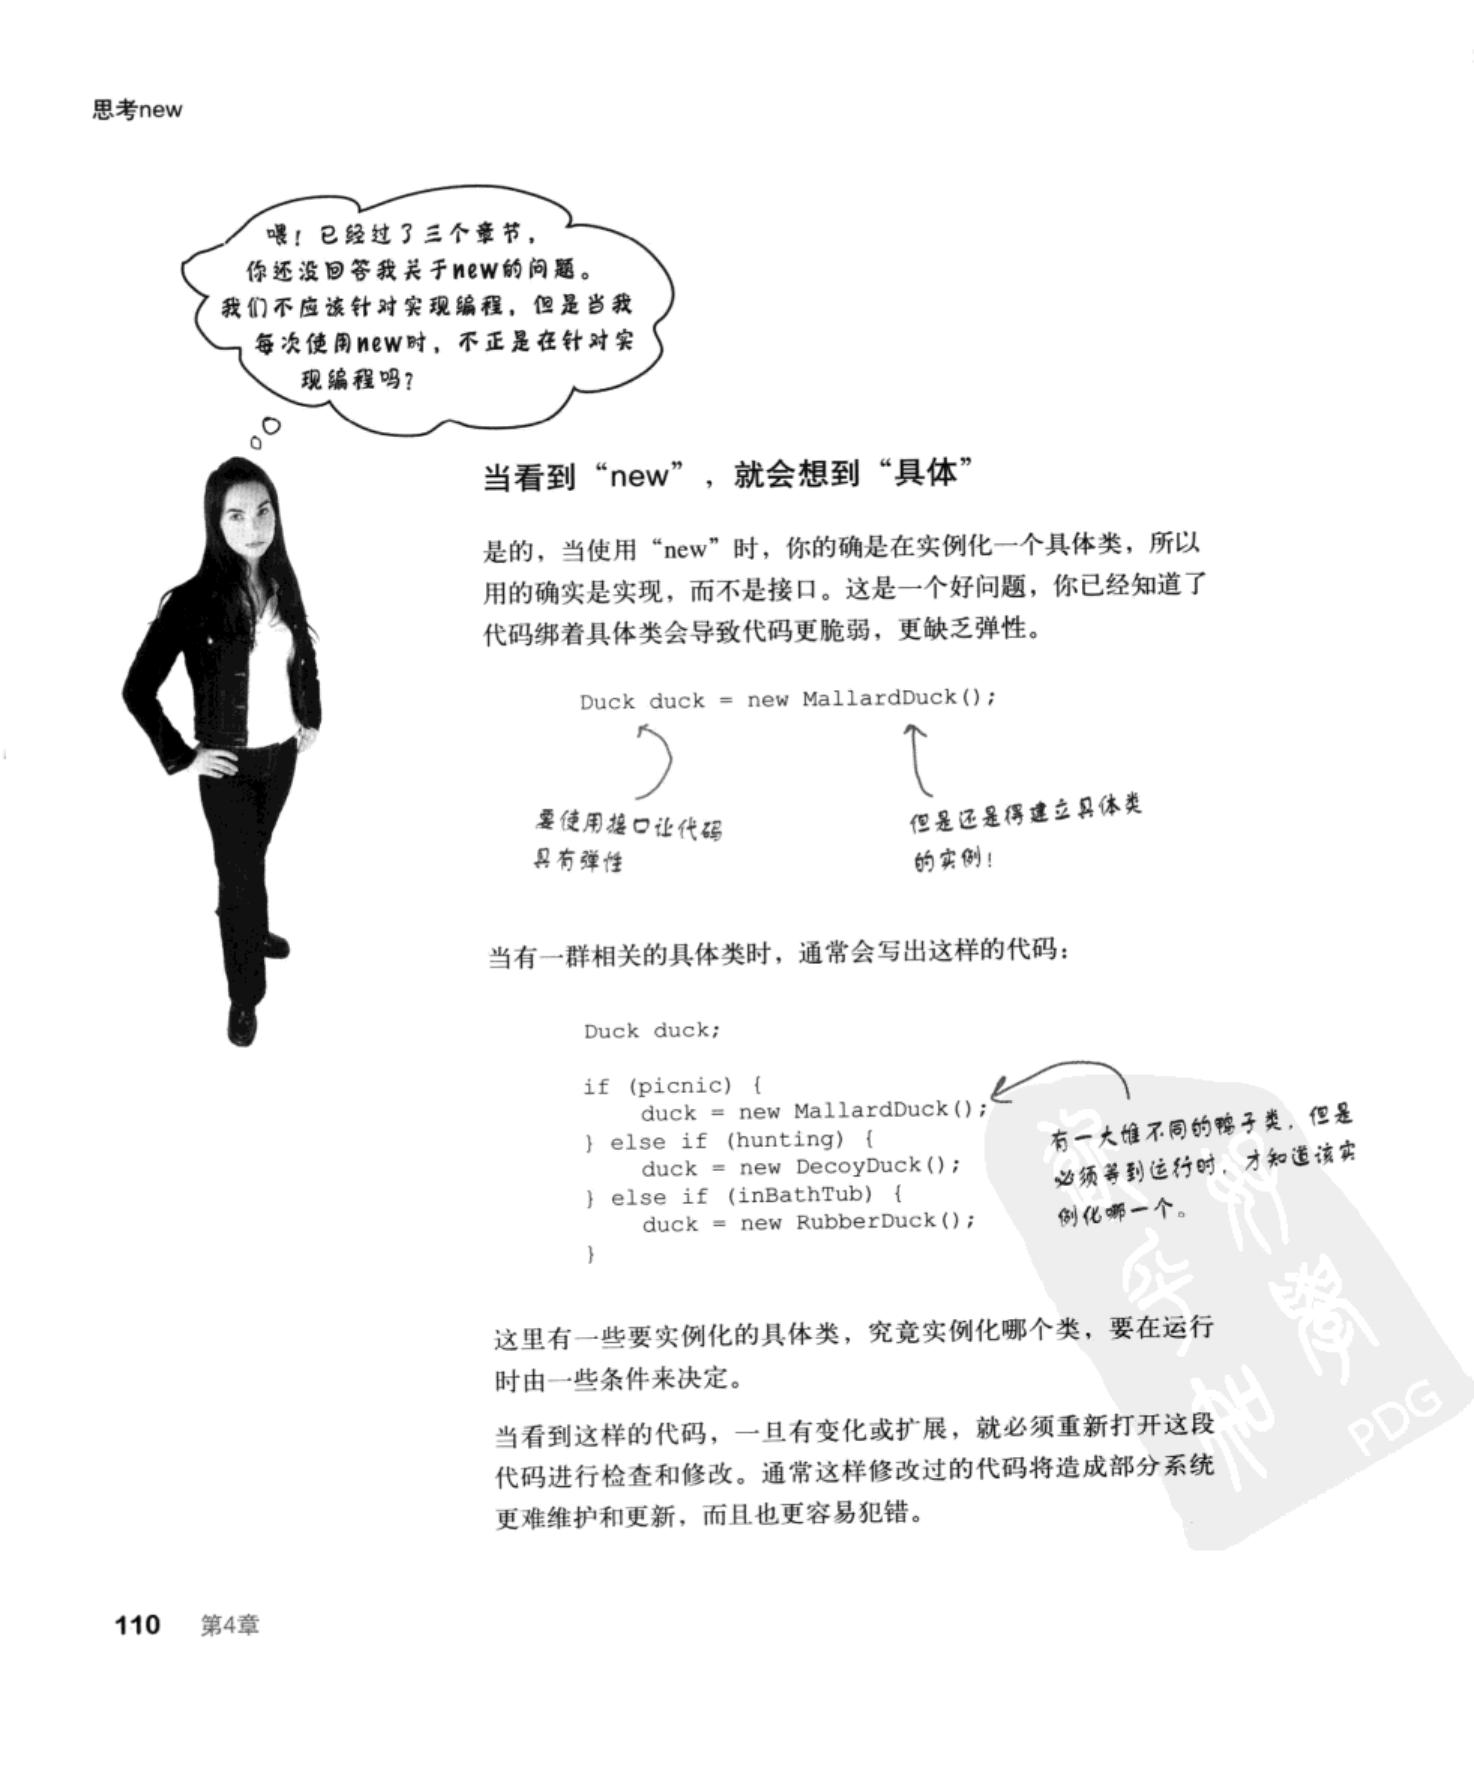 思考new
喂！已经过了三个章节，
你还没回答我关于new的问题。
我们不应该针对实现编程，但是当我
每次使用new时，不正是在针对实
现编程吗？
当看到“new”，就会想到“具体”
是的，当使用“new”时，你的确是在实例化一个具体类，所以
用的确实是实现，而不是接口。这是一个好问题，你已经知道了
代码绑着具体类会导致代码更脆弱，更缺乏弹性。
Duck duck = new MallardDuck();
要使用接口让代码
具有弹性
但是还是得建立具体类
的实例！
当有一群相关的具体类时，通常会写出这样的代码：
Duck duck;
if (picnic) {
duck = new MallardDuck();
} else if (hunting) {
duck = new DecoyDuck();
} else if (inBathTub) {
duck = new RubberDuck();
}
有一大堆不同的鸭子类，但是
必须等到运行时，才知道该实
例化哪一个。
这里有一些要实例化的具体类，究竟实例化哪个类，要在运行
时由一些条件来决定。
当看到这样的代码，一旦有变化或扩展，就必须重新打开这段
代码进行检查和修改。通常这样修改过的代码将造成部分系统
更难维护和更新，而且也更容易犯错。
PDG
110 第4章